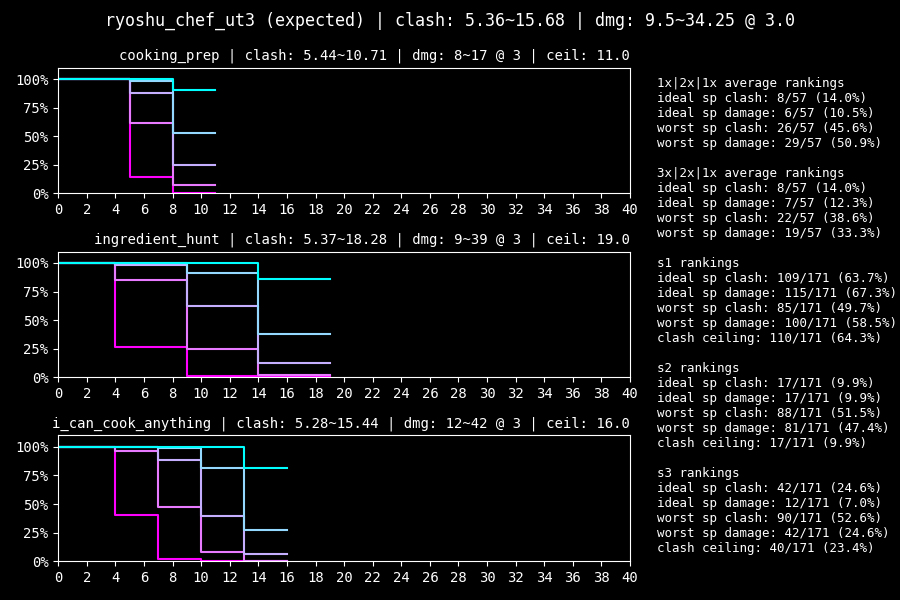 ryoshu_chef_ut3 (expected) | clash: 5.36~15.68 | dmg: 9.5~34.25 @ 3.0
cooking_prep | clash: 5.44~10.71 | dmg: 8~17 @ 3 | ceil: 11.0
100%
75%
50%
25%
0%
0 2 4 6 8 10 12 14 16 18 20 22 24 26 28 30 32 34 36 38 40
ingredient_hunt | clash: 5.37~18.28 | dmg: 9~39 @ 3 | ceil: 19.0
100%
75%
50%
25%
0%
0 2 4 6 8 10 12 14 16 18 20 22 24 26 28 30 32 34 36 38 40
i_can_cook_anything | clash: 5.28~15.44 | dmg: 12~42 @ 3 | ceil: 16.0
100%
75%
50%
25%
0%
0 2 4 6 8 10 12 14 16 18 20 22 24 26 28 30 32 34 36 38 40
1x|2x|1x average rankings
ideal sp clash: 8/57 (14.0%)
ideal sp damage: 6/57 (10.5%)
worst sp clash: 26/57 (45.6%)
worst sp damage: 29/57 (50.9%)
3x|2x|1x average rankings
ideal sp clash: 8/57 (14.0%)
ideal sp damage: 7/57 (12.3%)
worst sp clash: 22/57 (38.6%)
worst sp damage: 19/57 (33.3%)
s1 rankings
ideal sp clash: 109/171 (63.7%)
ideal sp damage: 115/171 (67.3%)
worst sp clash: 85/171 (49.7%)
worst sp damage: 100/171 (58.5%)
clash ceiling: 110/171 (64.3%)
s2 rankings
ideal sp clash: 17/171 (9.9%)
ideal sp damage: 17/171 (9.9%)
worst sp clash: 88/171 (51.5%)
worst sp damage: 81/171 (47.4%)
clash ceiling: 17/171 (9.9%)
s3 rankings
ideal sp clash: 42/171 (24.6%)
ideal sp damage: 12/171 (7.0%)
worst sp clash: 90/171 (52.6%)
worst sp damage: 42/171 (24.6%)
clash ceiling: 40/171 (23.4%)